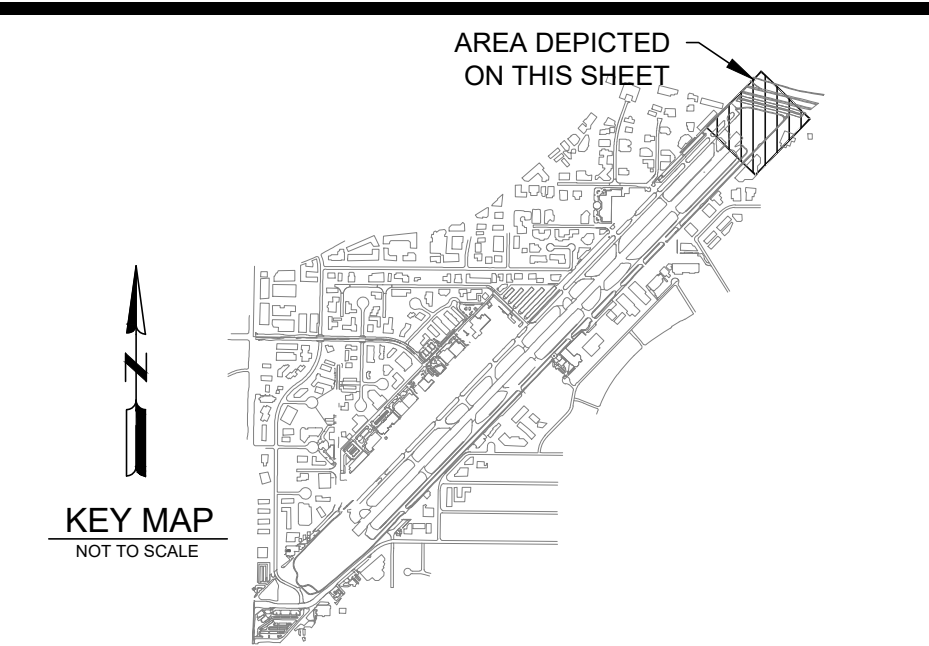 AREA DEPICTED
ON THIS SHEET
N
KEY MAP
NOT TO SCALE